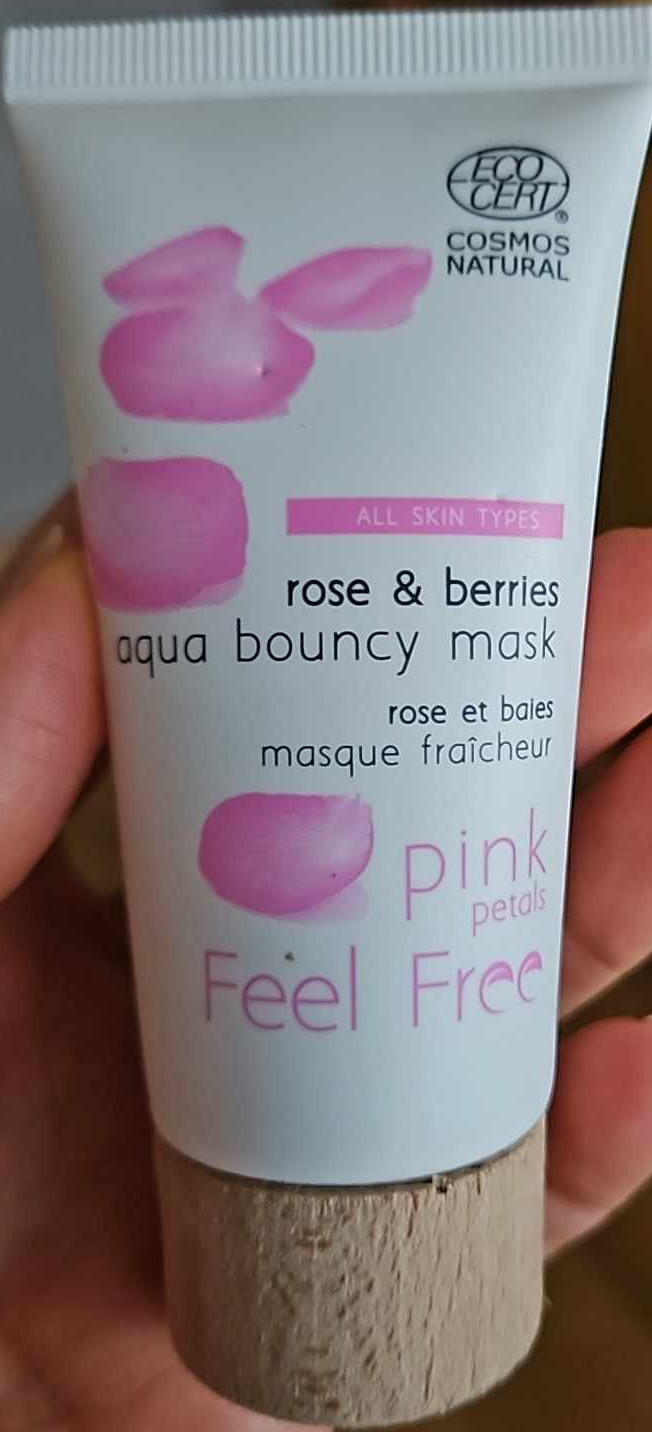 ECO
CERT®
COSMOS
NATURAL
ALL SKIN TYPES
rose & berries
aqua bouncy mask
rose et baies
masque fraîcheur
pink
petals
Feel Free